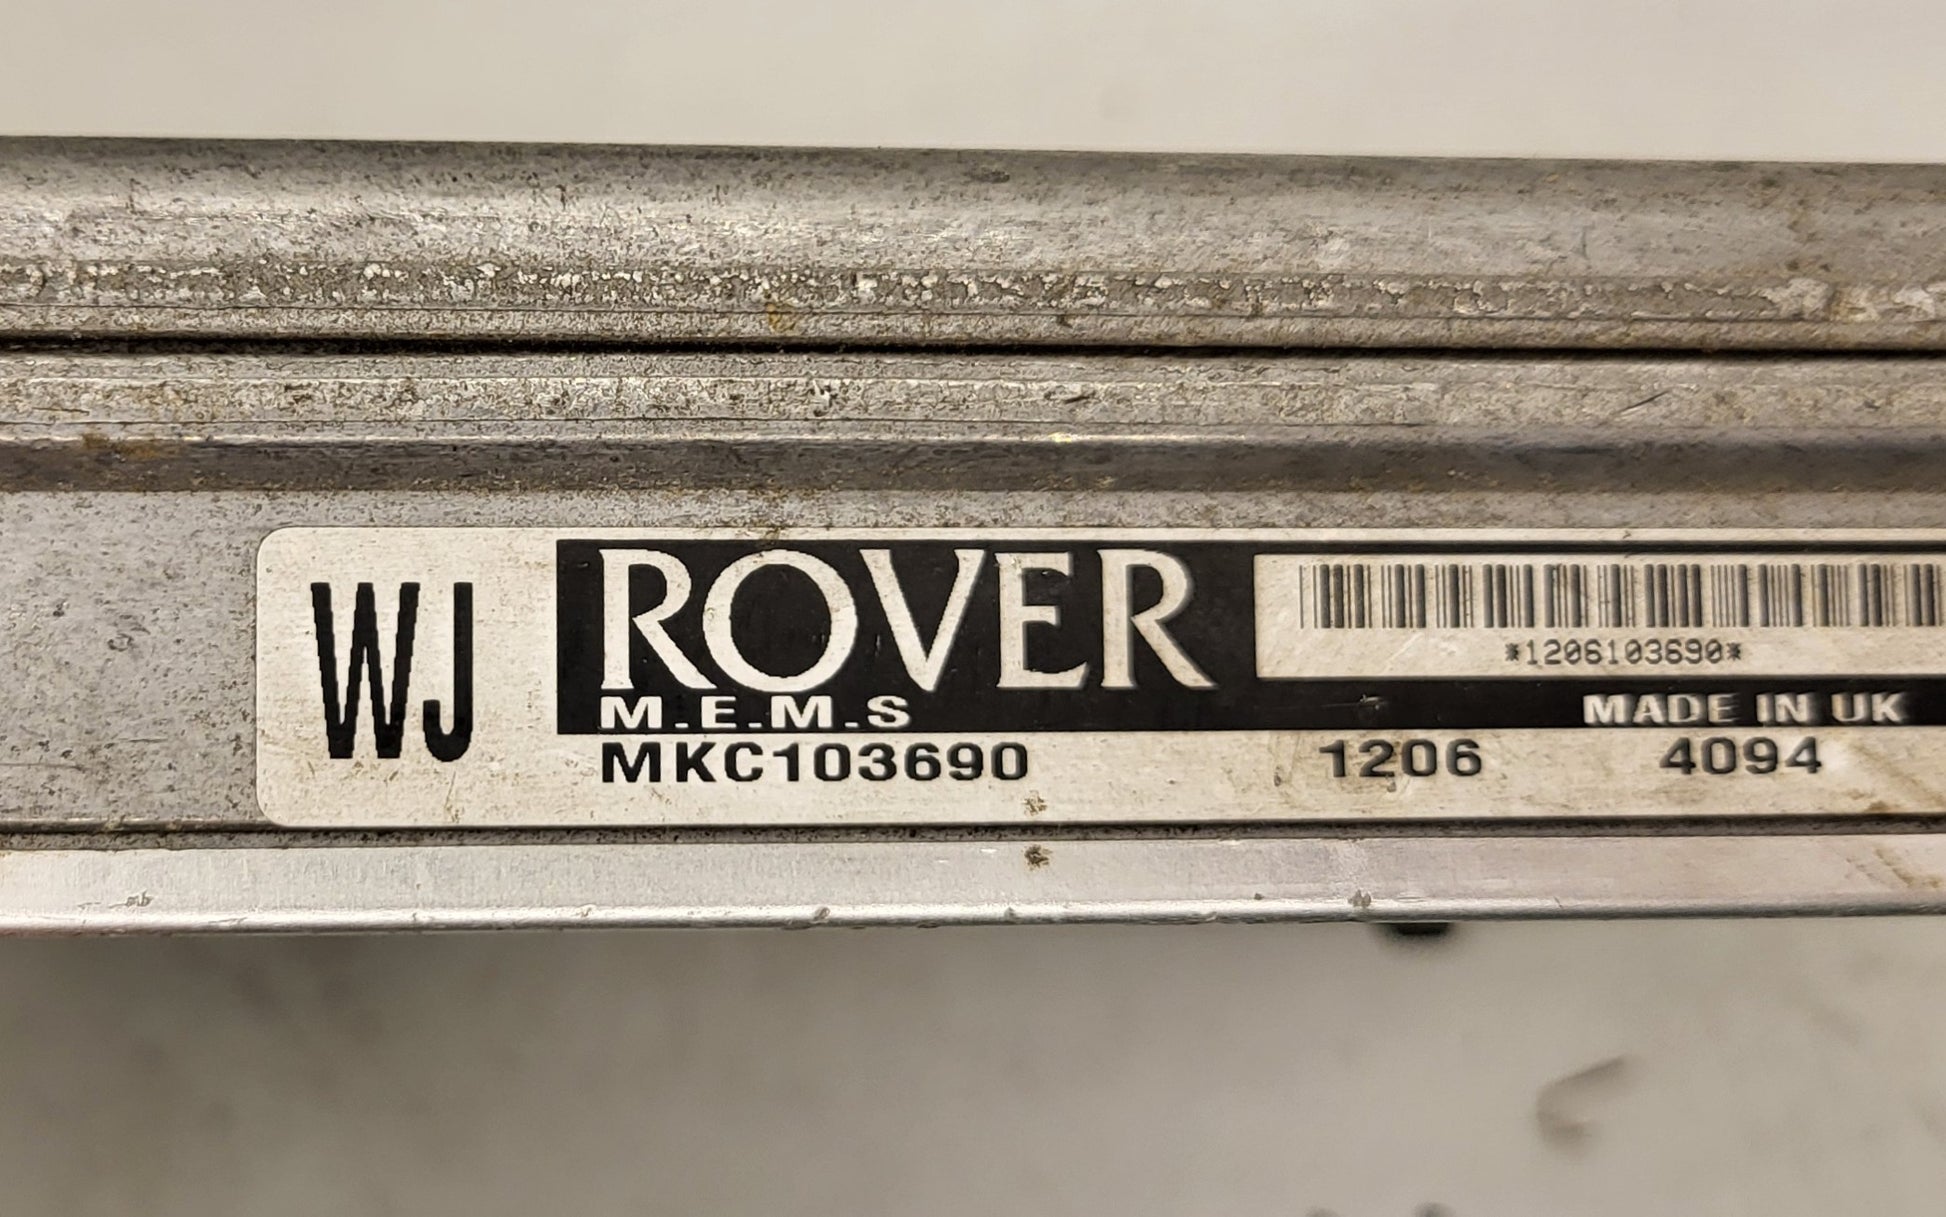 WJ
ROVER
*1206103690*
M.E.M.S
MADE IN UK
MKC103690 1206 4094